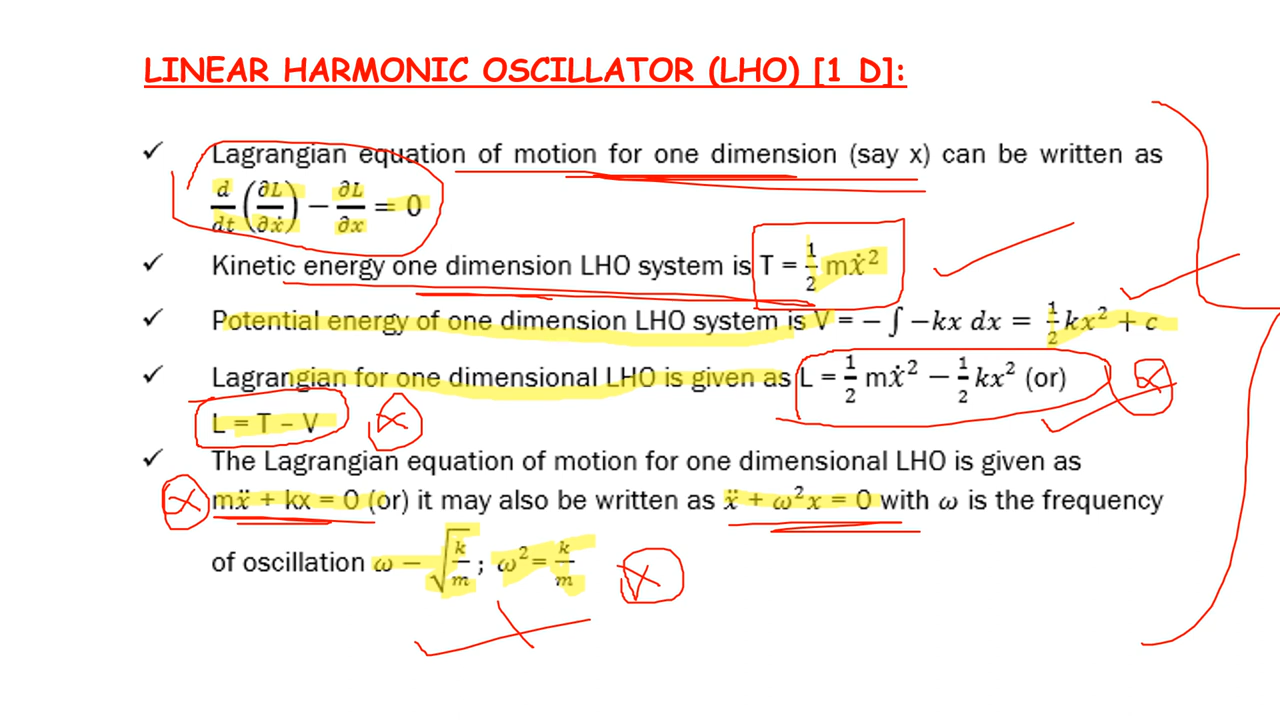 LINEAR HARMONIC OSCILLATOR (LHO) [1 D]:
✓ Lagrangian equation of motion for one dimension (say x) can be written as
d/dt (∂L/∂ẋ) − ∂L/∂x = 0
✓ Kinetic energy one dimension LHO system is T = 1/2 mẋ²
✓ Potential energy of one dimension LHO system is V = − ∫ −kx dx = 1/2 kx² + c
✓ Lagrangian for one dimensional LHO is given as L = 1/2 mẋ² − 1/2 kx² (or)
L = T − V
✓ The Lagrangian equation of motion for one dimensional LHO is given as
mẍ + kx = 0 (or) it may also be written as ẍ + ω²x = 0 with ω is the frequency
of oscillation ω − √(k/m) ; ω² = k/m